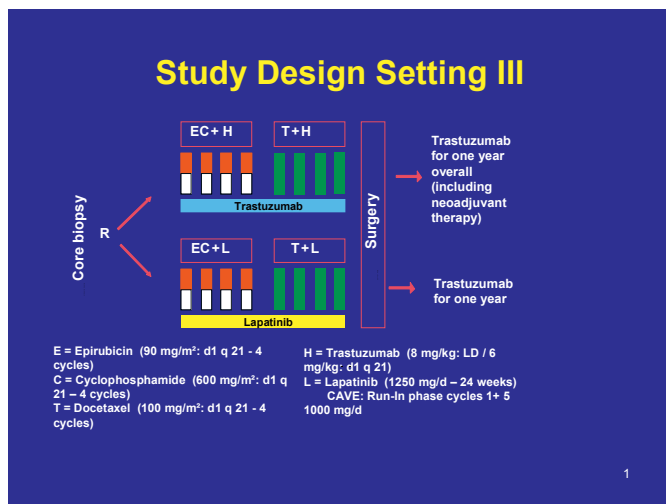 Study Design Setting III
EC + H
T + H
Trastuzumab
Core biopsy
R
EC + L
T + L
Lapatinib
Surgery
Trastuzumab
for one year
overall
(including
neoadjuvant
therapy)
Trastuzumab
for one year
E = Epirubicin (90 mg/m²: d1 q 21 - 4
cycles)
C = Cyclophosphamide (600 mg/m²: d1 q
21 – 4 cycles)
T = Docetaxel (100 mg/m²: d1 q 21 - 4
cycles)
H = Trastuzumab (8 mg/kg: LD / 6
mg/kg: d1 q 21)
L = Lapatinib (1250 mg/d – 24 weeks)
CAVE: Run-In phase cycles 1+ 5
1000 mg/d
1